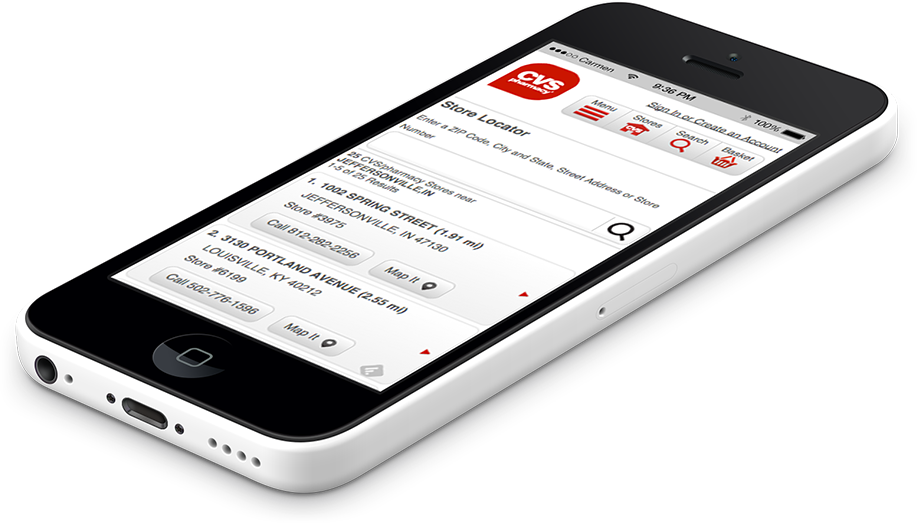 Carmen
9:36 PM
100%
CVS
pharmacy
Sign In or Create an Account
Menu
Stores
Search
Basket
Store Locator
Enter a ZIP Code, City and State, Street Address or Store
Number
25 CVS/pharmacy Stores near
JEFFERSONVILLE,IN
1-5 of 25 Results
1. 1002 SPRING STREET (1.91 mi)
JEFFERSONVILLE, IN 47130
Store #3975
Call 812-282-2256
Map It
2. 3130 PORTLAND AVENUE (2.55 mi)
LOUISVILLE, KY 40212
Store #6199
Call 502-776-1596
Map It